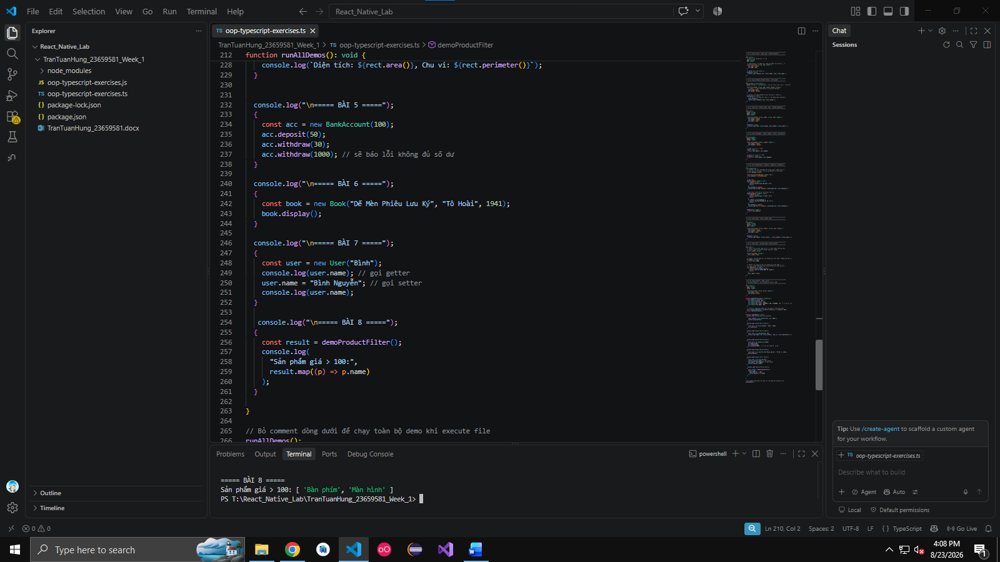 File Edit Selection View Go Run Terminal Help
React_Native_Lab
Explorer
React_Native_Lab
TranTuanHung_23659581_Week_1
node_modules
JS oop-typescript-exercises.js
TS oop-typescript-exercises.ts
{} package-lock.json
{} package.json
TranTuanHung_23659581.docx
Outline
Timeline
TS oop-typescript-exercises.ts
TranTuanHung_23659581_Week_1 > TS oop-typescript-exercises.ts > demoProductFilter
212 function runAllDemos(): void {
228 console.log(`Diện tích: ${rect.area()}, Chu vi: ${rect.perimeter()}`);
229 }
230
231
232 console.log("\n===== BÀI 5 =====");
233 {
234 const acc = new BankAccount(100);
235 acc.deposit(50);
236 acc.withdraw(30);
237 acc.withdraw(1000); // sẽ báo lỗi không đủ số dư
238 }
239
240 console.log("\n===== BÀI 6 =====");
241 {
242 const book = new Book("Dế Mèn Phiêu Lưu Ký", "Tô Hoài", 1941);
243 book.display();
244 }
245
246 console.log("\n===== BÀI 7 =====");
247 {
248 const user = new User("Bình");
249 console.log(user.name); // gọi getter
250 user.name = "Bình Nguyễn"; // gọi setter
251 console.log(user.name);
252 }
253
254 console.log("\n===== BÀI 8 =====");
255 {
256 const result = demoProductFilter();
257 console.log(
258 "Sản phẩm giá > 100:",
259 result.map((p) => p.name)
260 );
261 }
262
263 }
264
265 // Bỏ comment dòng dưới để chạy toàn bộ demo khi execute file
266 runAllDemos();
Problems Output Terminal Ports Debug Console
powershell
===== BÀI 8 =====
Sản phẩm giá > 100: [ 'Bàn phím', 'Màn hình' ]
PS T:\React_Native_Lab\TranTuanHung_23659581_Week_1>
Chat
Sessions
Tip: Use /create-agent to scaffold a custom agent
for your workflow.
TS oop-typescript-exercises.ts
Describe what to build
Agent Auto
Local Default permissions
0 0
Ln 210, Col 2 Spaces: 2 UTF-8 LF {} TypeScript Go Live
Type here to search
4:08 PM
8/23/2026
1